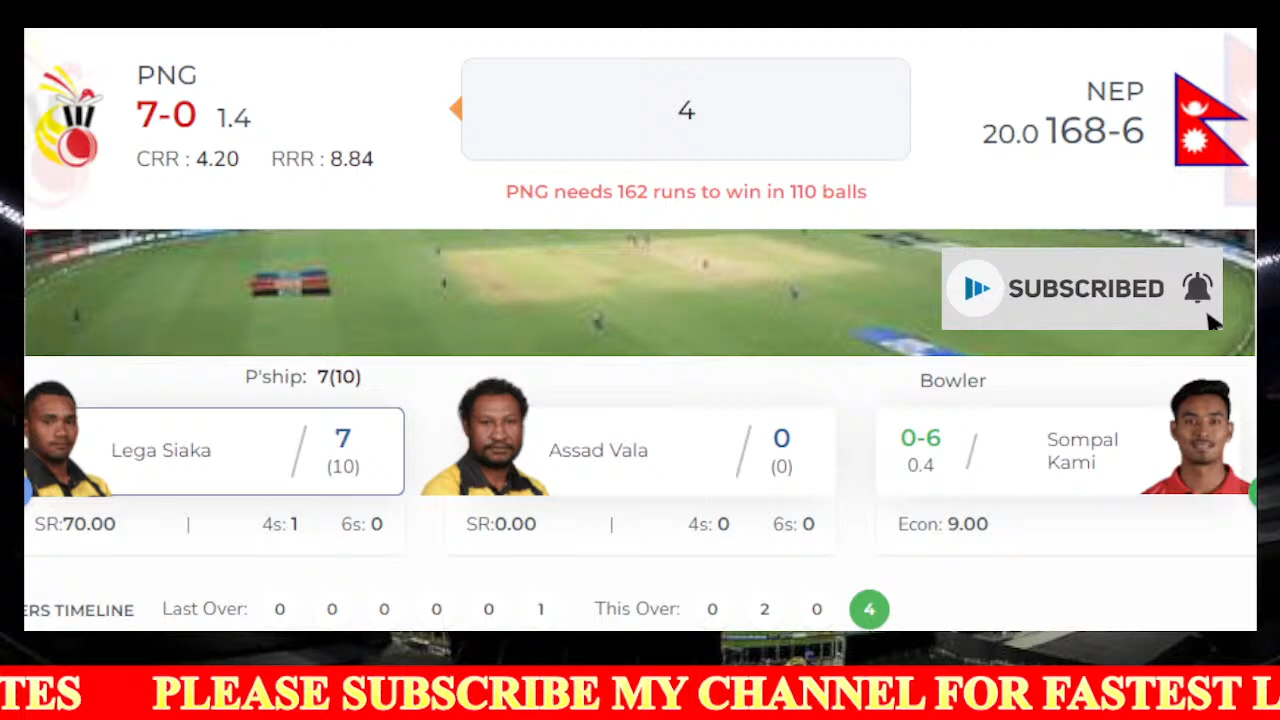 PNG
7-0 1.4
CRR : 4.20 RRR : 8.84
4
NEP
20.0 168-6
PNG needs 162 runs to win in 110 balls
SUBSCRIBED
P'ship: 7(10)
Bowler
Lega Siaka / 7 (10)
Assad Vala / 0 (0)
0-6 0.4 / Sompal Kami
SR:70.00 | 4s: 1 6s: 0
SR:0.00 | 4s: 0 6s: 0
Econ: 9.00
ERS TIMELINE Last Over: 0 0 0 0 0 1 This Over: 0 2 0 4
TES PLEASE SUBSCRIBE MY CHANNEL FOR FASTEST L